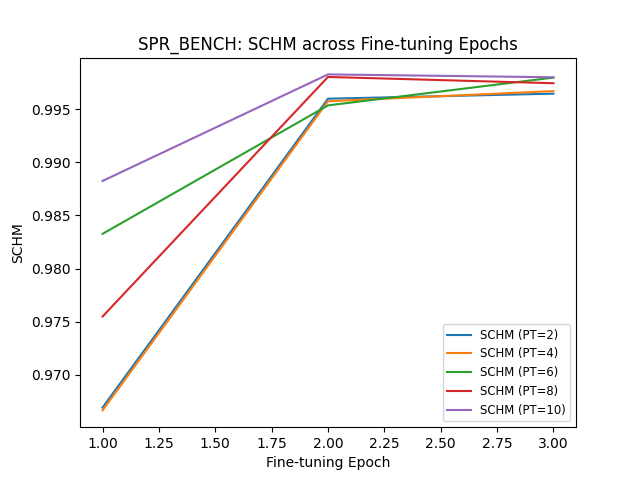 SPR_BENCH: SCHM across Fine-tuning Epochs
SCHM
0.995
0.990
0.985
0.980
0.975
0.970
SCHM (PT=2)
SCHM (PT=4)
SCHM (PT=6)
SCHM (PT=8)
SCHM (PT=10)
1.00 1.25 1.50 1.75 2.00 2.25 2.50 2.75 3.00
Fine-tuning Epoch